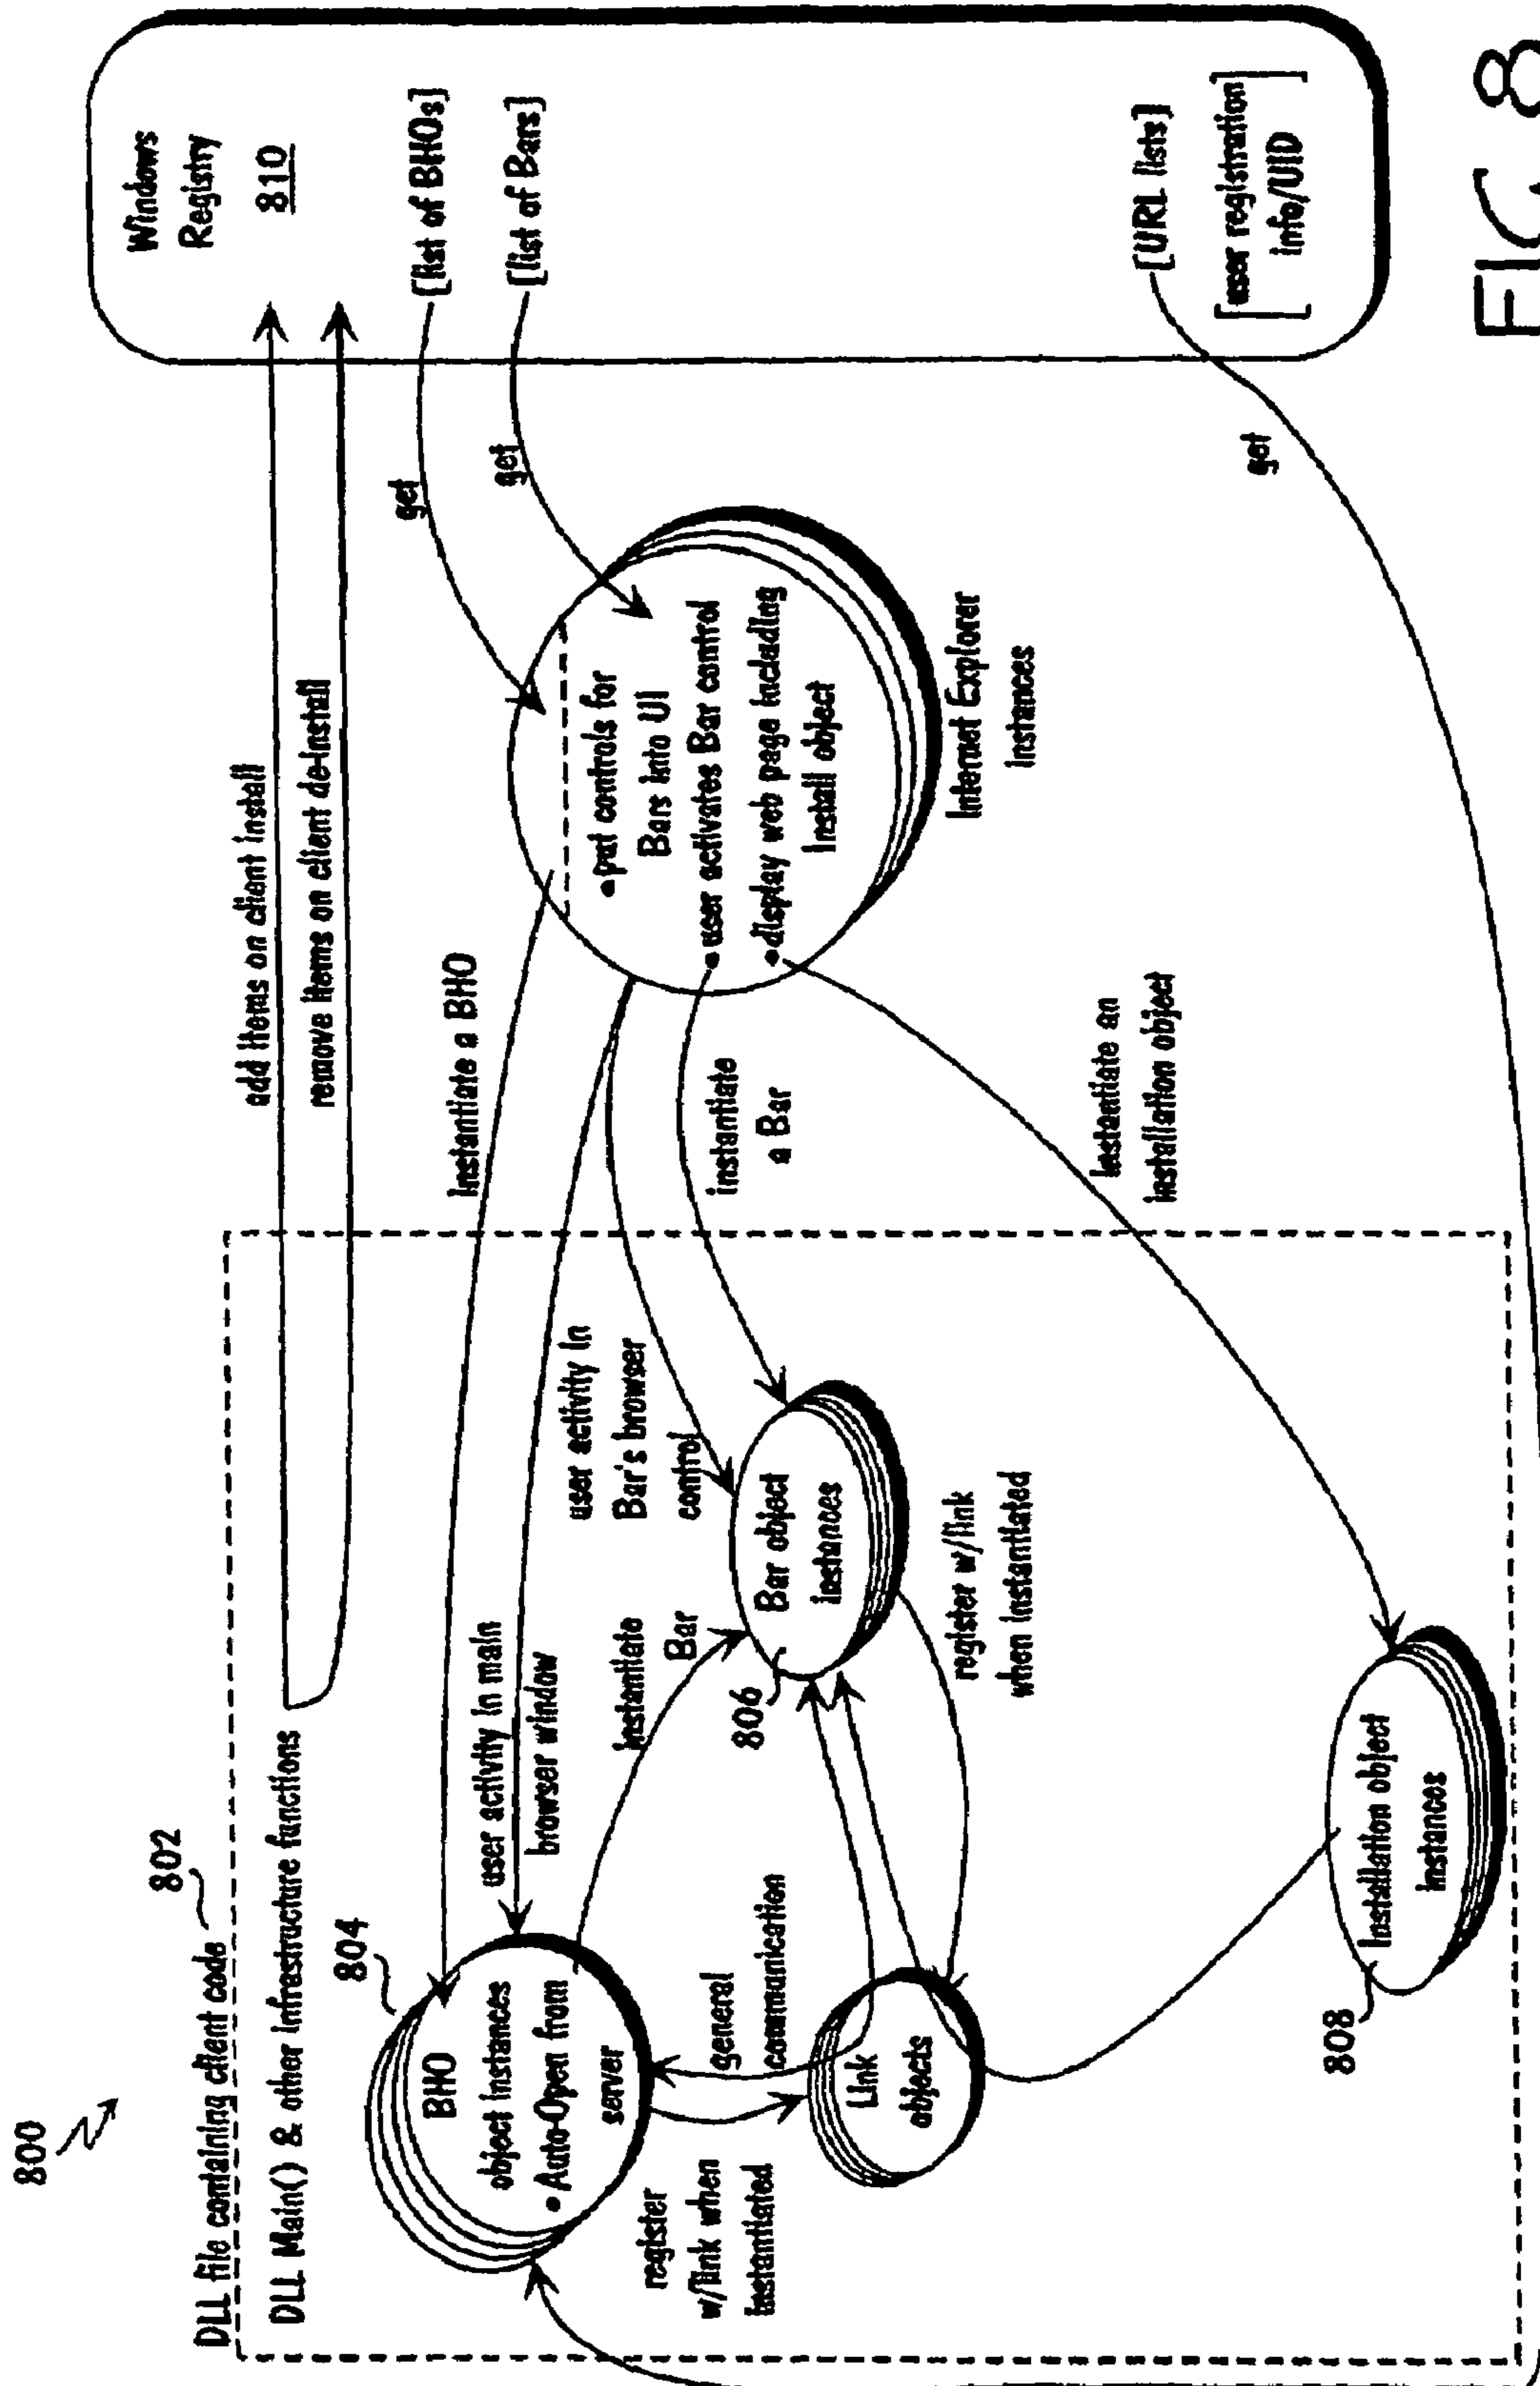 800
DLL file containing client code
802
DLL Main() & other infrastructure functions
804
BHO
object instances
• Auto-Open from
server
register
w/link when
instantiated
general
communication
Link
objects
user activity in main
browser window
instantiate
Bar
806
Bar object
instances
user activity in
Bar's browser
control
register w/link
when instantiated
808
Installation object
instances
add items on client install
remove items on client de-install
instantiate a BHO
instantiate
a Bar
instantiate an
installation object
• put controls for
Bars into UI
• user activates Bar control
• display web page including
install object
Internet Explorer
instances
get
get
get
Windows
Registry
810
[list of BHOs]
[list of Bars]
[URL lists]
[user registration
info/UID]
FIG. 8